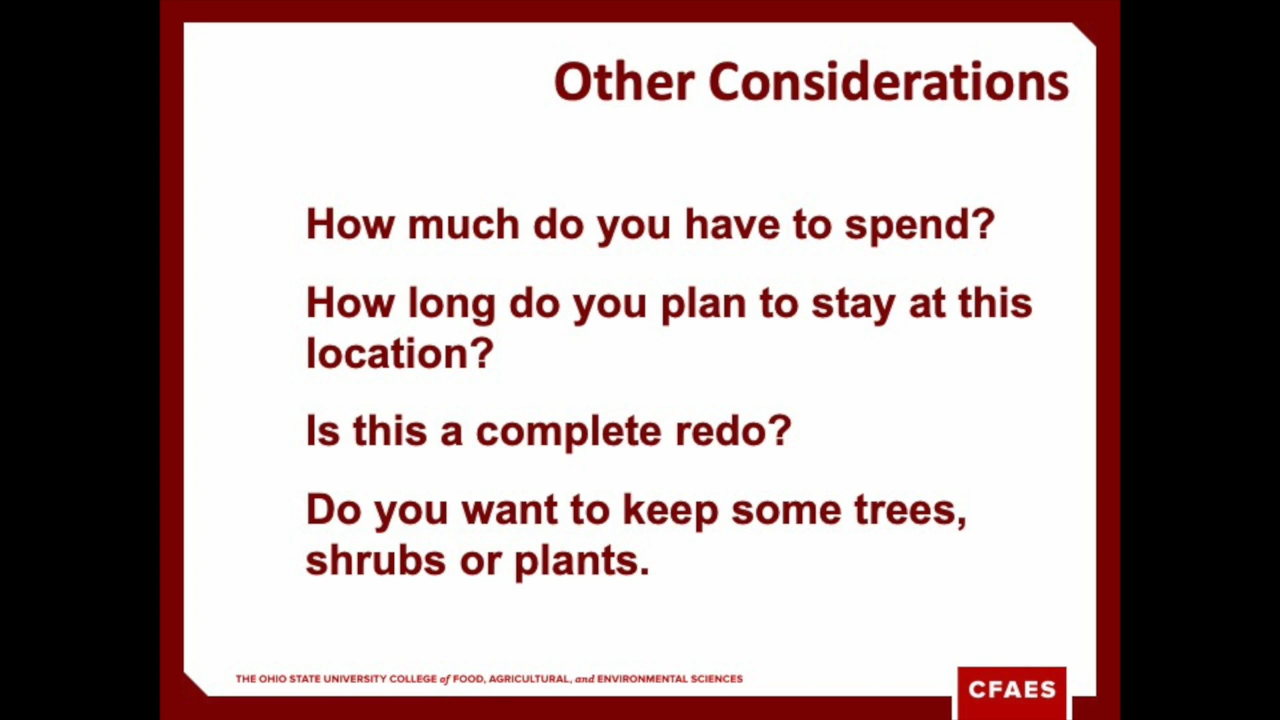 Other Considerations
How much do you have to spend?
How long do you plan to stay at this
location?
Is this a complete redo?
Do you want to keep some trees,
shrubs or plants.
THE OHIO STATE UNIVERSITY COLLEGE of FOOD, AGRICULTURAL, and ENVIRONMENTAL SCIENCES
CFAES